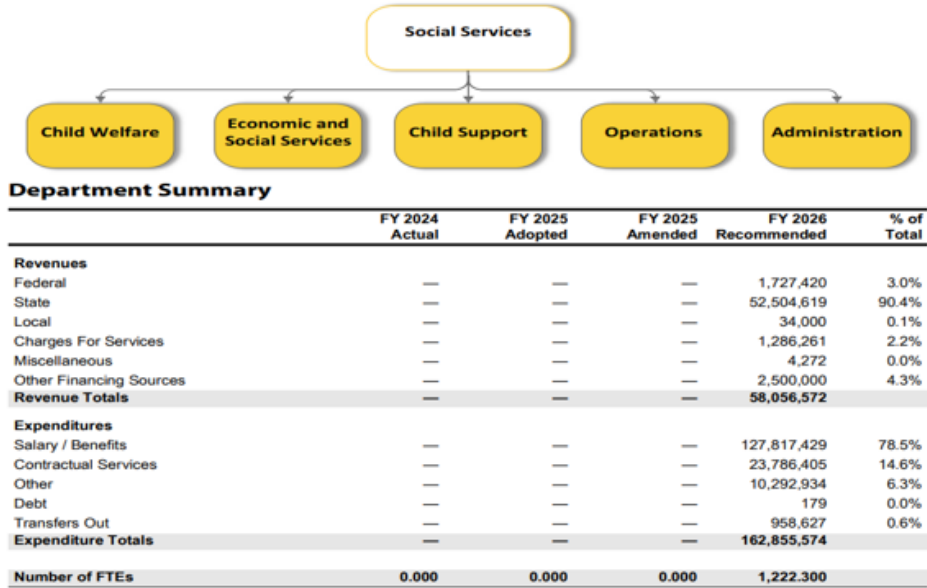 Social Services
Child Welfare
Economic and
Social Services
Child Support
Operations
Administration
Department Summary
FY 2024 FY 2025 FY 2025 FY 2026 % of
Actual Adopted Amended Recommended Total
Revenues
Federal — — — 1,727,420 3.0%
State — — — 52,504,619 90.4%
Local — — — 34,000 0.1%
Charges For Services — — — 1,286,261 2.2%
Miscellaneous — — — 4,272 0.0%
Other Financing Sources — — — 2,500,000 4.3%
Revenue Totals — — — 58,056,572
Expenditures
Salary / Benefits — — — 127,817,429 78.5%
Contractual Services — — — 23,786,405 14.6%
Other — — — 10,292,934 6.3%
Debt — — — 179 0.0%
Transfers Out — — — 958,627 0.6%
Expenditure Totals — — — 162,855,574
Number of FTEs 0.000 0.000 0.000 1,222.300